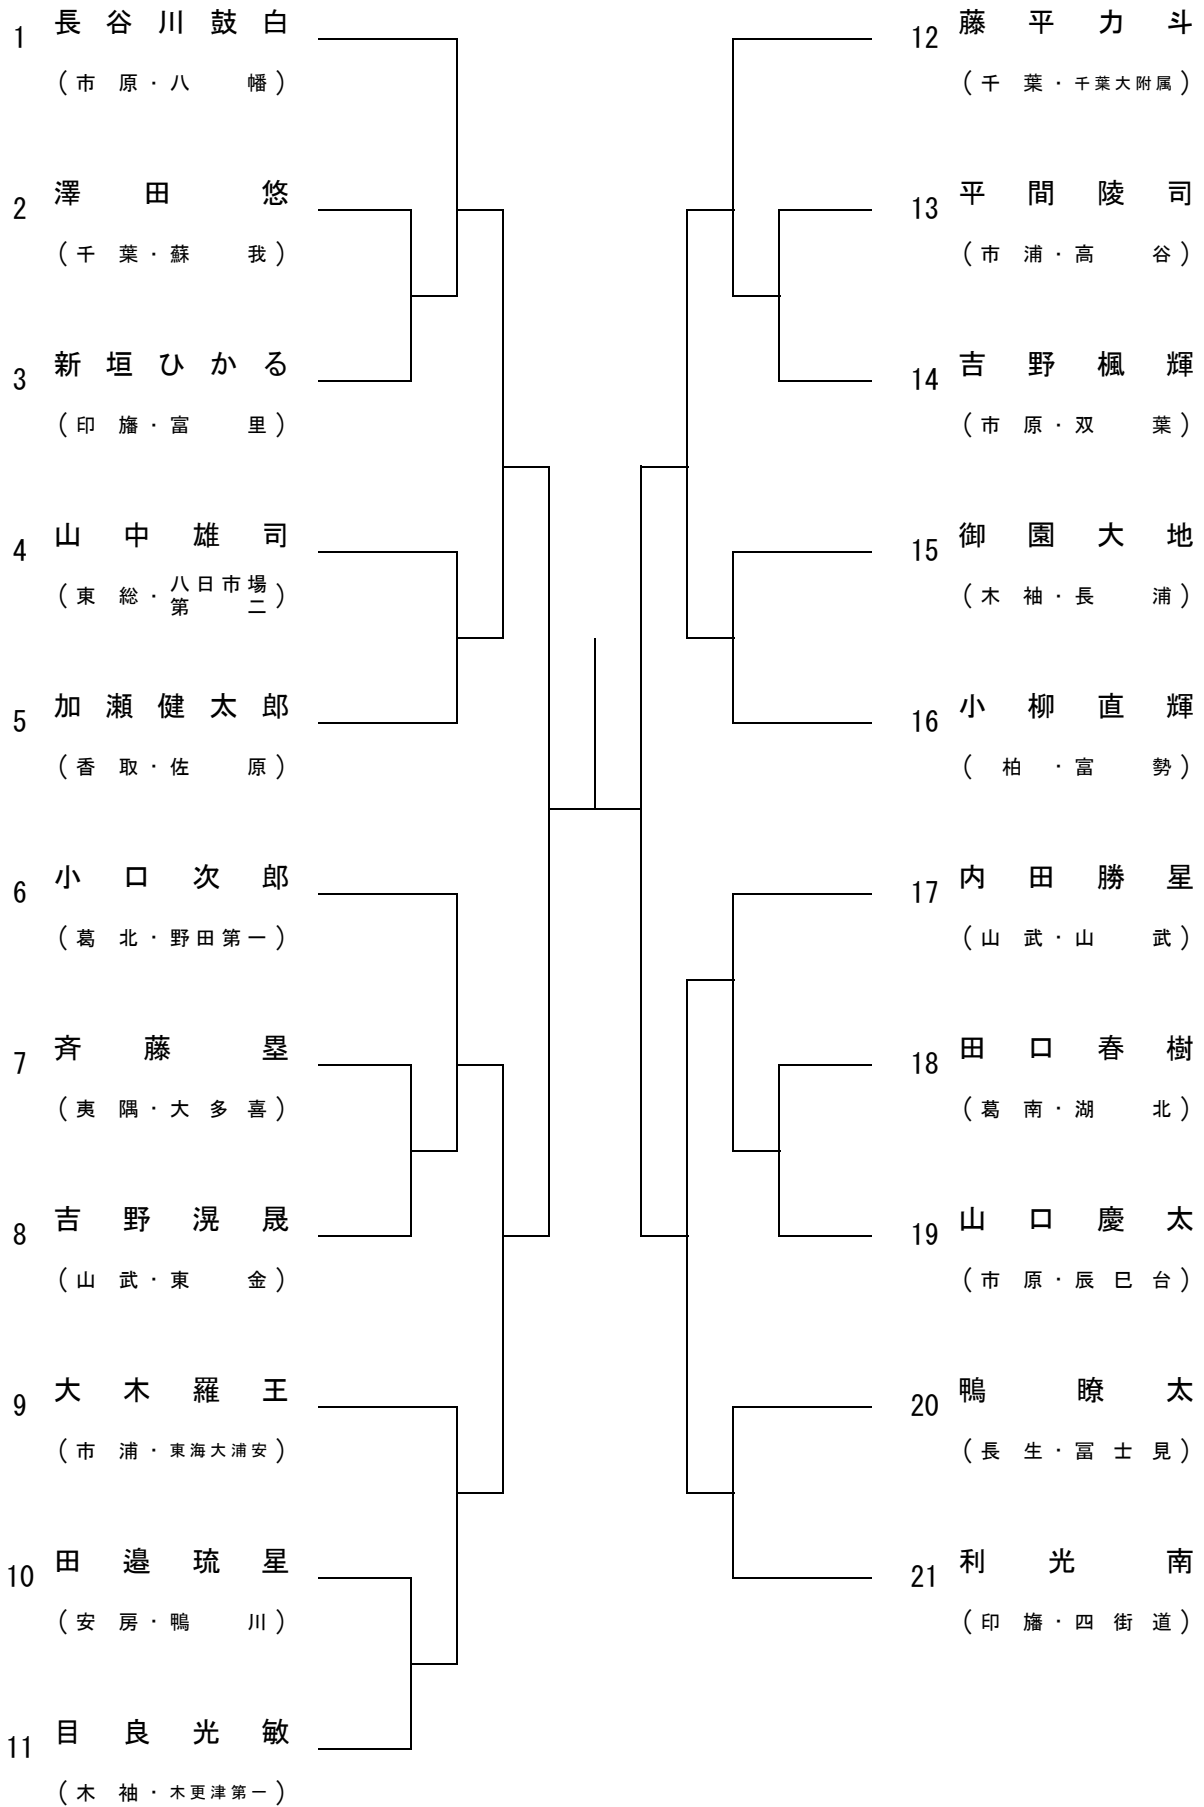 1 長谷川鼓白
(市原・八幡)
2 澤田悠
(千葉・蘇我)
3 新垣ひかる
(印旛・富里)
4 山中雄司
(東総・八日市場第二)
5 加瀬健太郎
(香取・佐原)
6 小口次郎
(葛北・野田第一)
7 斉藤塁
(夷隅・大多喜)
8 吉野滉晟
(山武・東金)
9 大木羅王
(市浦・東海大浦安)
10 田邉琉星
(安房・鴨川)
11 目良光敏
(木袖・木更津第一)
12 藤平力斗
(千葉・千葉大附属)
13 平間陵司
(市浦・高谷)
14 吉野楓輝
(市原・双葉)
15 御園大地
(木袖・長浦)
16 小柳直輝
(柏・富勢)
17 内田勝星
(山武・山武)
18 田口春樹
(葛南・湖北)
19 山口慶太
(市原・辰巳台)
20 鴨瞭太
(長生・冨士見)
21 利光南
(印旛・四街道)